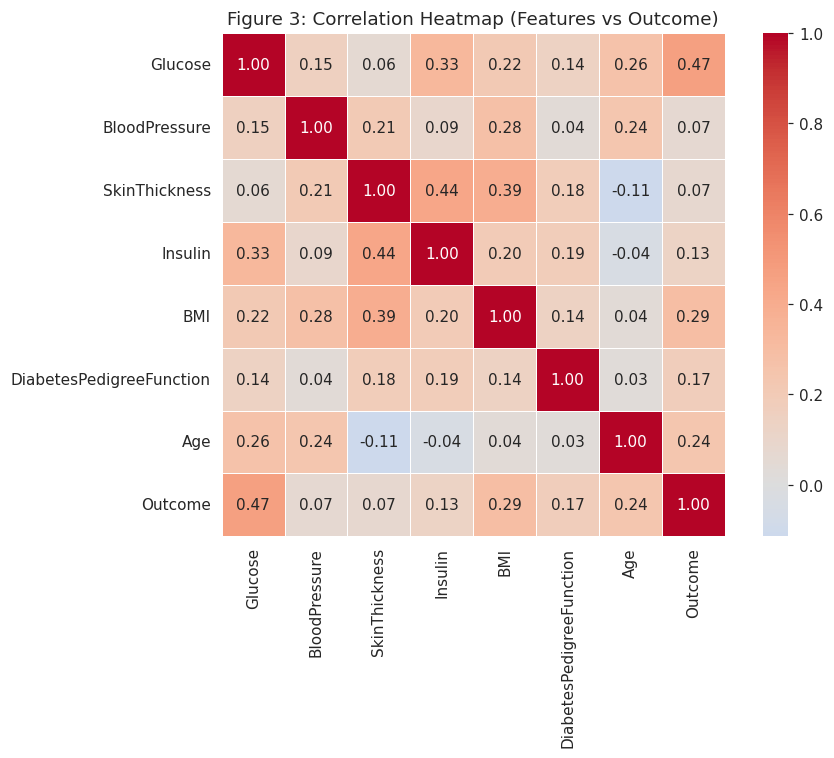 Figure 3: Correlation Heatmap (Features vs Outcome)
Glucose 1.00 0.15 0.06 0.33 0.22 0.14 0.26 0.47
BloodPressure 0.15 1.00 0.21 0.09 0.28 0.04 0.24 0.07
SkinThickness 0.06 0.21 1.00 0.44 0.39 0.18 -0.11 0.07
Insulin 0.33 0.09 0.44 1.00 0.20 0.19 -0.04 0.13
BMI 0.22 0.28 0.39 0.20 1.00 0.14 0.04 0.29
DiabetesPedigreeFunction 0.14 0.04 0.18 0.19 0.14 1.00 0.03 0.17
Age 0.26 0.24 -0.11 -0.04 0.04 0.03 1.00 0.24
Outcome 0.47 0.07 0.07 0.13 0.29 0.17 0.24 1.00
Glucose
BloodPressure
SkinThickness
Insulin
BMI
DiabetesPedigreeFunction
Age
Outcome
1.0
0.8
0.6
0.4
0.2
0.0